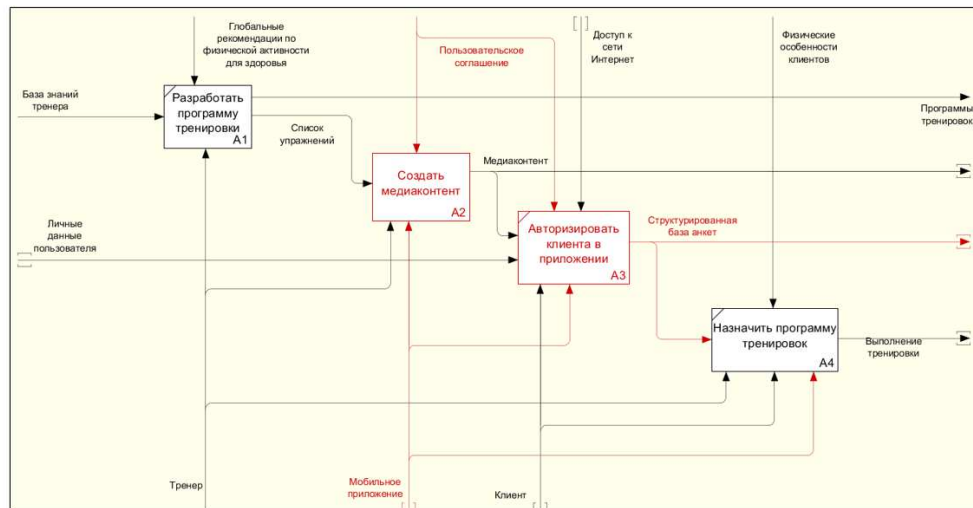 Глобальные
рекомендации по
физической активности
для здоровья
Пользовательское
соглашение
Доступ к
сети
Интернет
Физические
особенности
клиентов
База знаний
тренера
Разработать
программу
тренировки
A1
Программы
тренировок
Список
упражнений
Создать
медиаконтент
A2
Медиаконтент
Личные
данные
пользователя
Авторизировать
клиента в
приложении
A3
Структурированная
база анкет
Назначить программу
тренировок
A4
Выполнение
тренировки
Тренер
Мобильное
приложение
Клиент